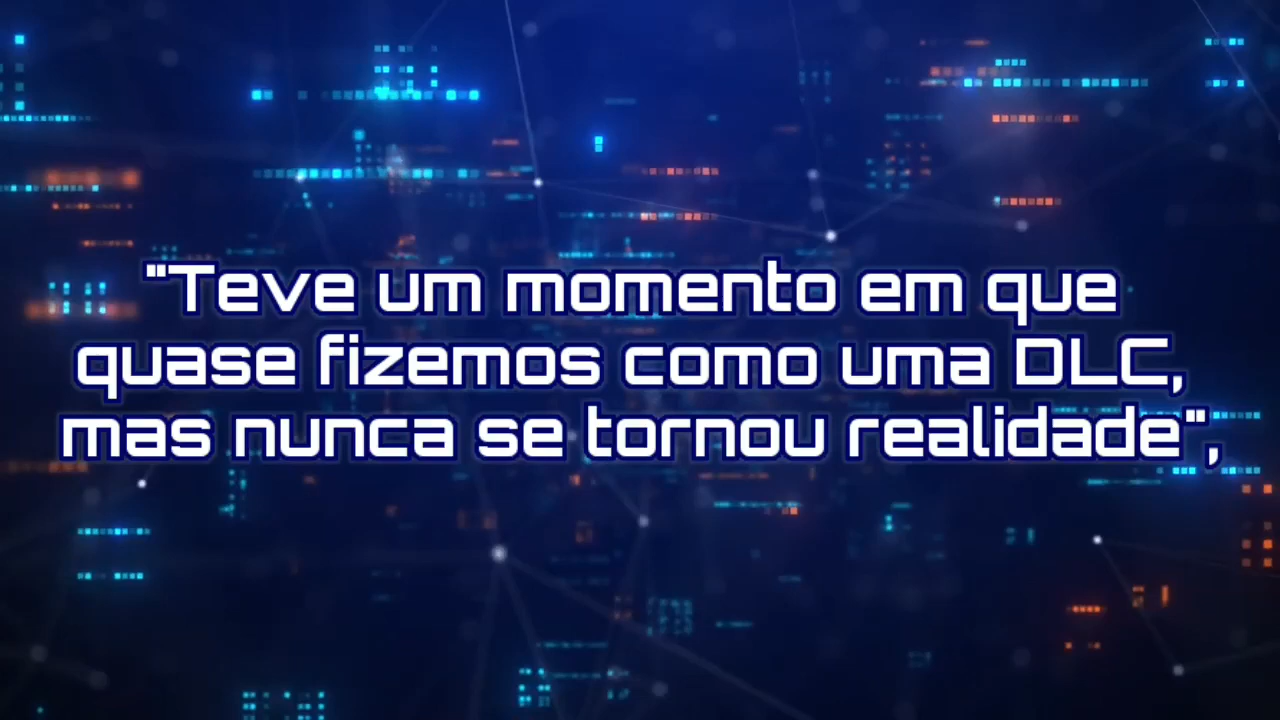 "Teve um momento em que
quase fizemos como uma DLC,
mas nunca se tornou realidade",